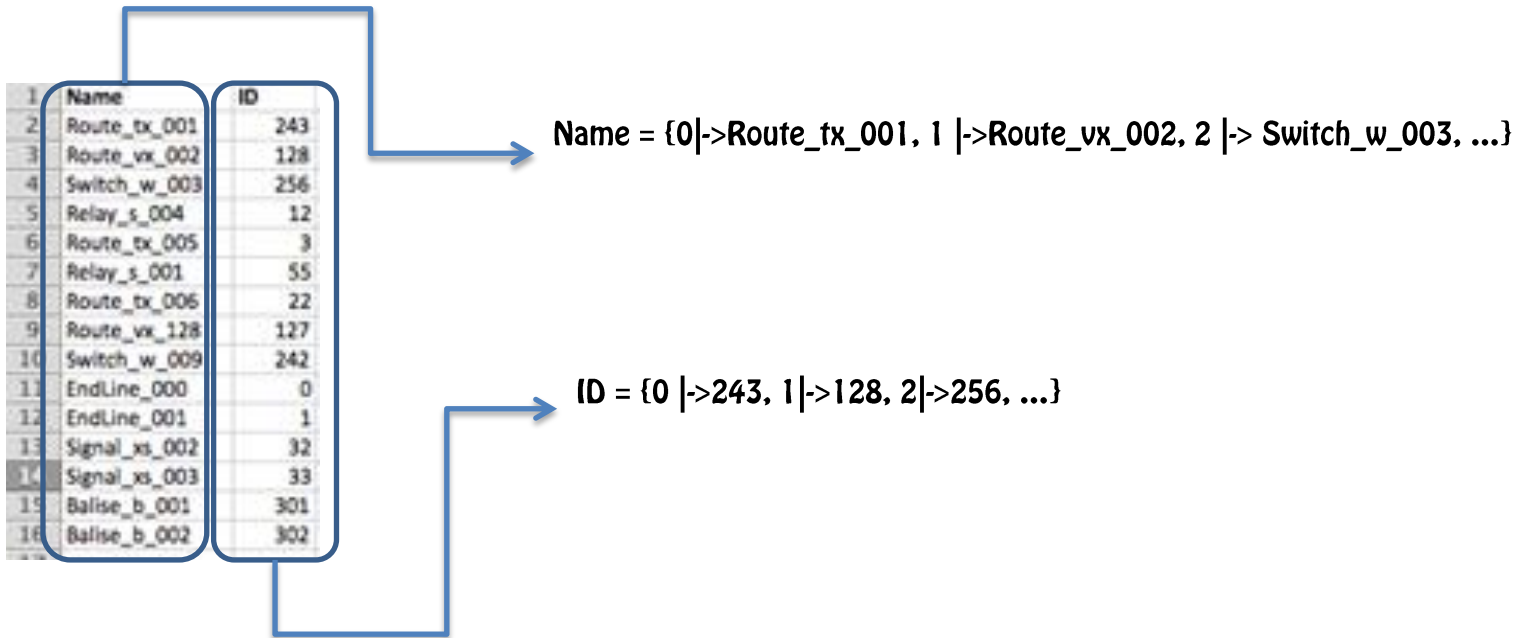 1 Name ID
2 Route_tx_001 243
3 Route_vx_002 128
4 Switch_w_003 256
5 Relay_s_004 12
6 Route_tx_005 3
7 Relay_s_001 55
8 Route_tx_006 22
9 Route_vx_128 127
10 Switch_w_009 242
11 EndLine_000 0
12 EndLine_001 1
13 Signal_xs_002 32
14 Signal_xs_003 33
15 Balise_b_001 301
16 Balise_b_002 302
Name = {0|->Route_tx_001, 1 |->Route_vx_002, 2 |-> Switch_w_003, ...}
ID = {0 |->243, 1|->128, 2|->256, ...}